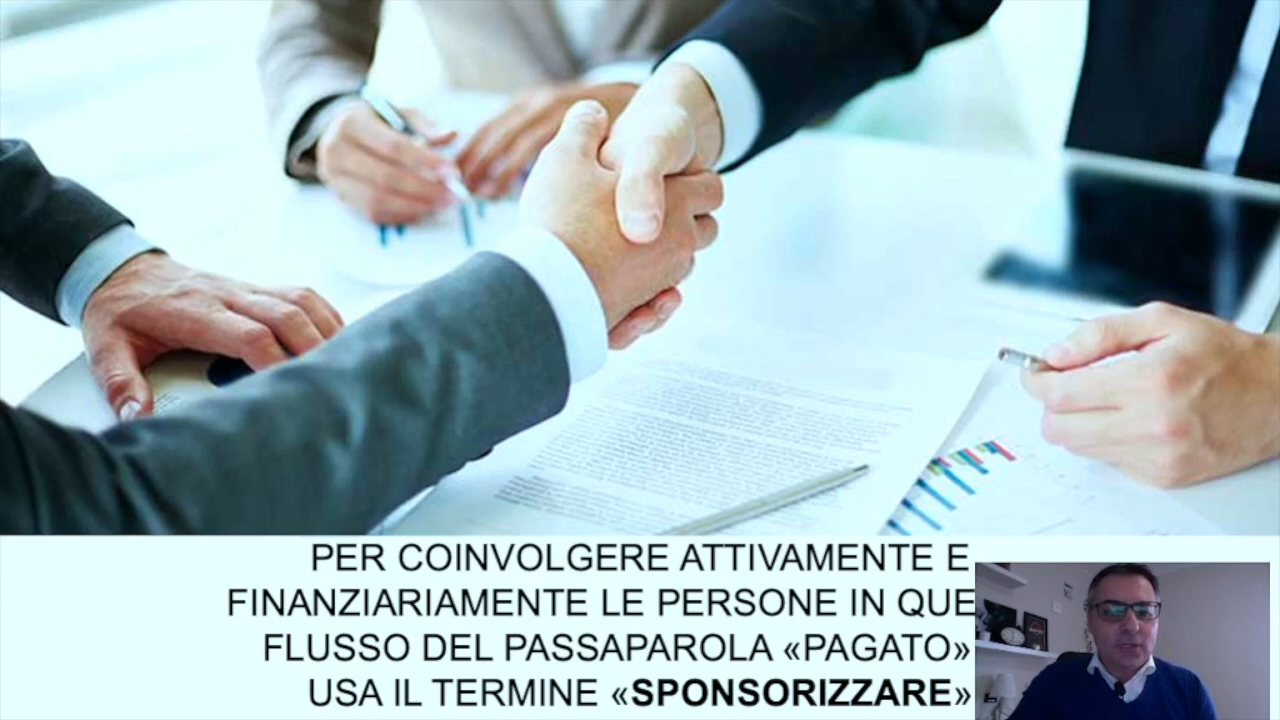 PER COINVOLGERE ATTIVAMENTE E
FINANZIARIAMENTE LE PERSONE IN QUE
FLUSSO DEL PASSAPAROLA «PAGATO»
USA IL TERMINE «SPONSORIZZARE»